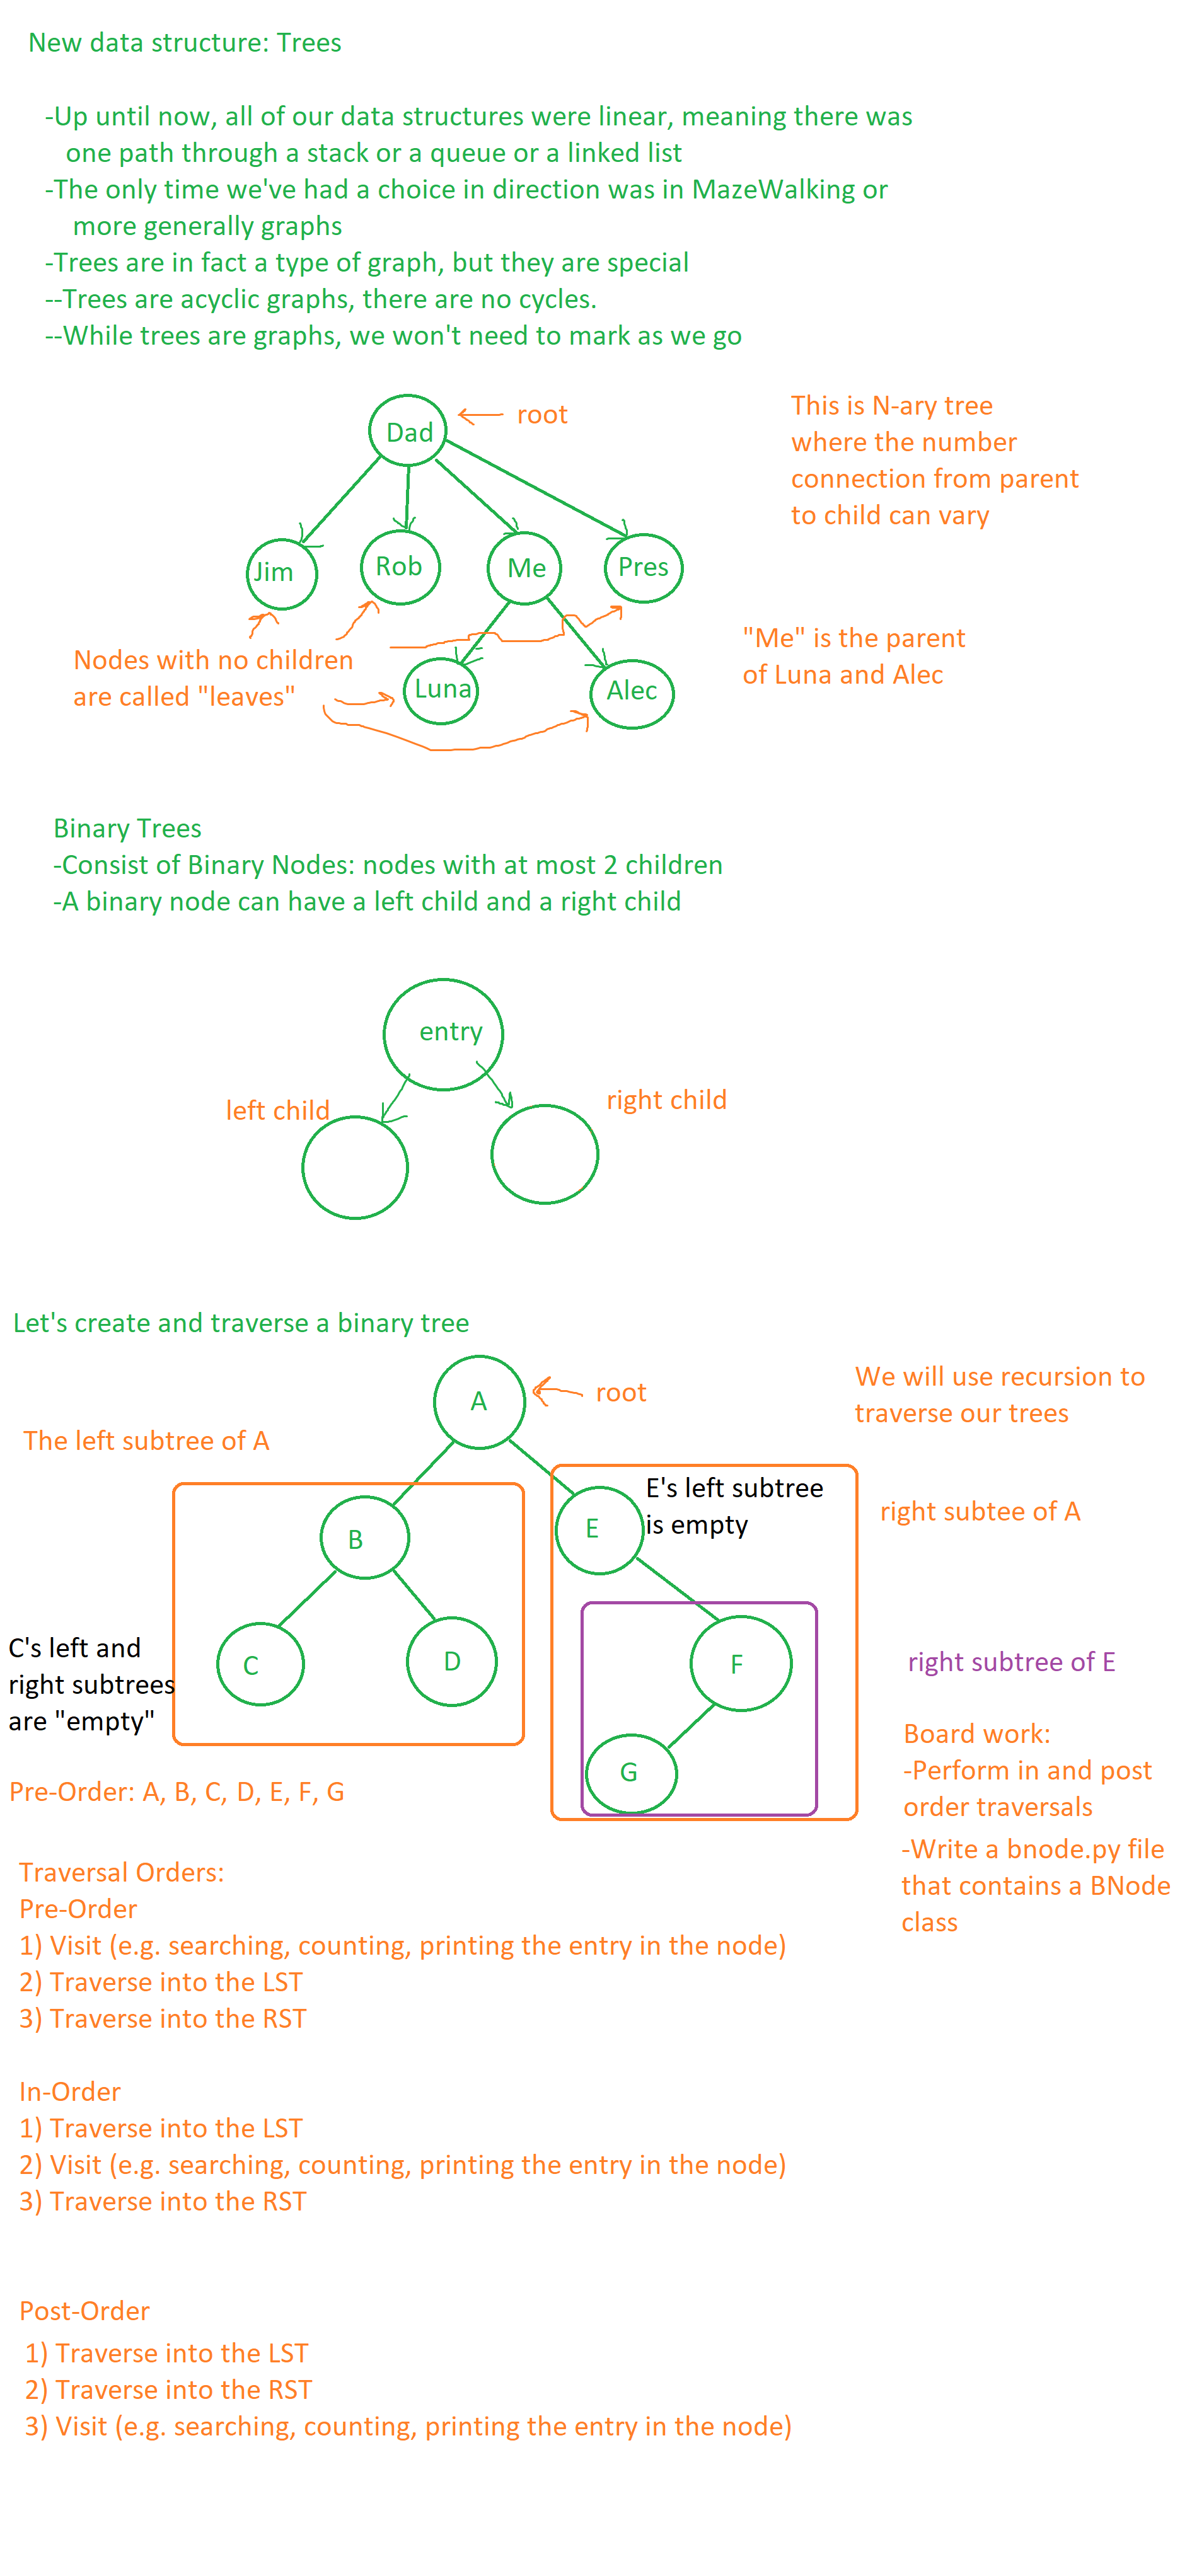 New data structure: Trees
-Up until now, all of our data structures were linear, meaning there was
one path through a stack or a queue or a linked list
-The only time we've had a choice in direction was in MazeWalking or
more generally graphs
-Trees are in fact a type of graph, but they are special
--Trees are acyclic graphs, there are no cycles.
--While trees are graphs, we won't need to mark as we go
Dad
root
This is N-ary tree
where the number
connection from parent
to child can vary
Jim
Rob
Me
Pres
Nodes with no children
are called "leaves"
"Me" is the parent
of Luna and Alec
Luna
Alec
Binary Trees
-Consist of Binary Nodes: nodes with at most 2 children
-A binary node can have a left child and a right child
entry
left child
right child
Let's create and traverse a binary tree
A
root
We will use recursion to
traverse our trees
The left subtree of A
E's left subtree
is empty
right subtee of A
B
E
C's left and
right subtrees
are "empty"
C
D
F
right subtree of E
G
Board work:
-Perform in and post
order traversals
-Write a bnode.py file
that contains a BNode
class
Pre-Order: A, B, C, D, E, F, G
Traversal Orders:
Pre-Order
1) Visit (e.g. searching, counting, printing the entry in the node)
2) Traverse into the LST
3) Traverse into the RST
In-Order
1) Traverse into the LST
2) Visit (e.g. searching, counting, printing the entry in the node)
3) Traverse into the RST
Post-Order
1) Traverse into the LST
2) Traverse into the RST
3) Visit (e.g. searching, counting, printing the entry in the node)